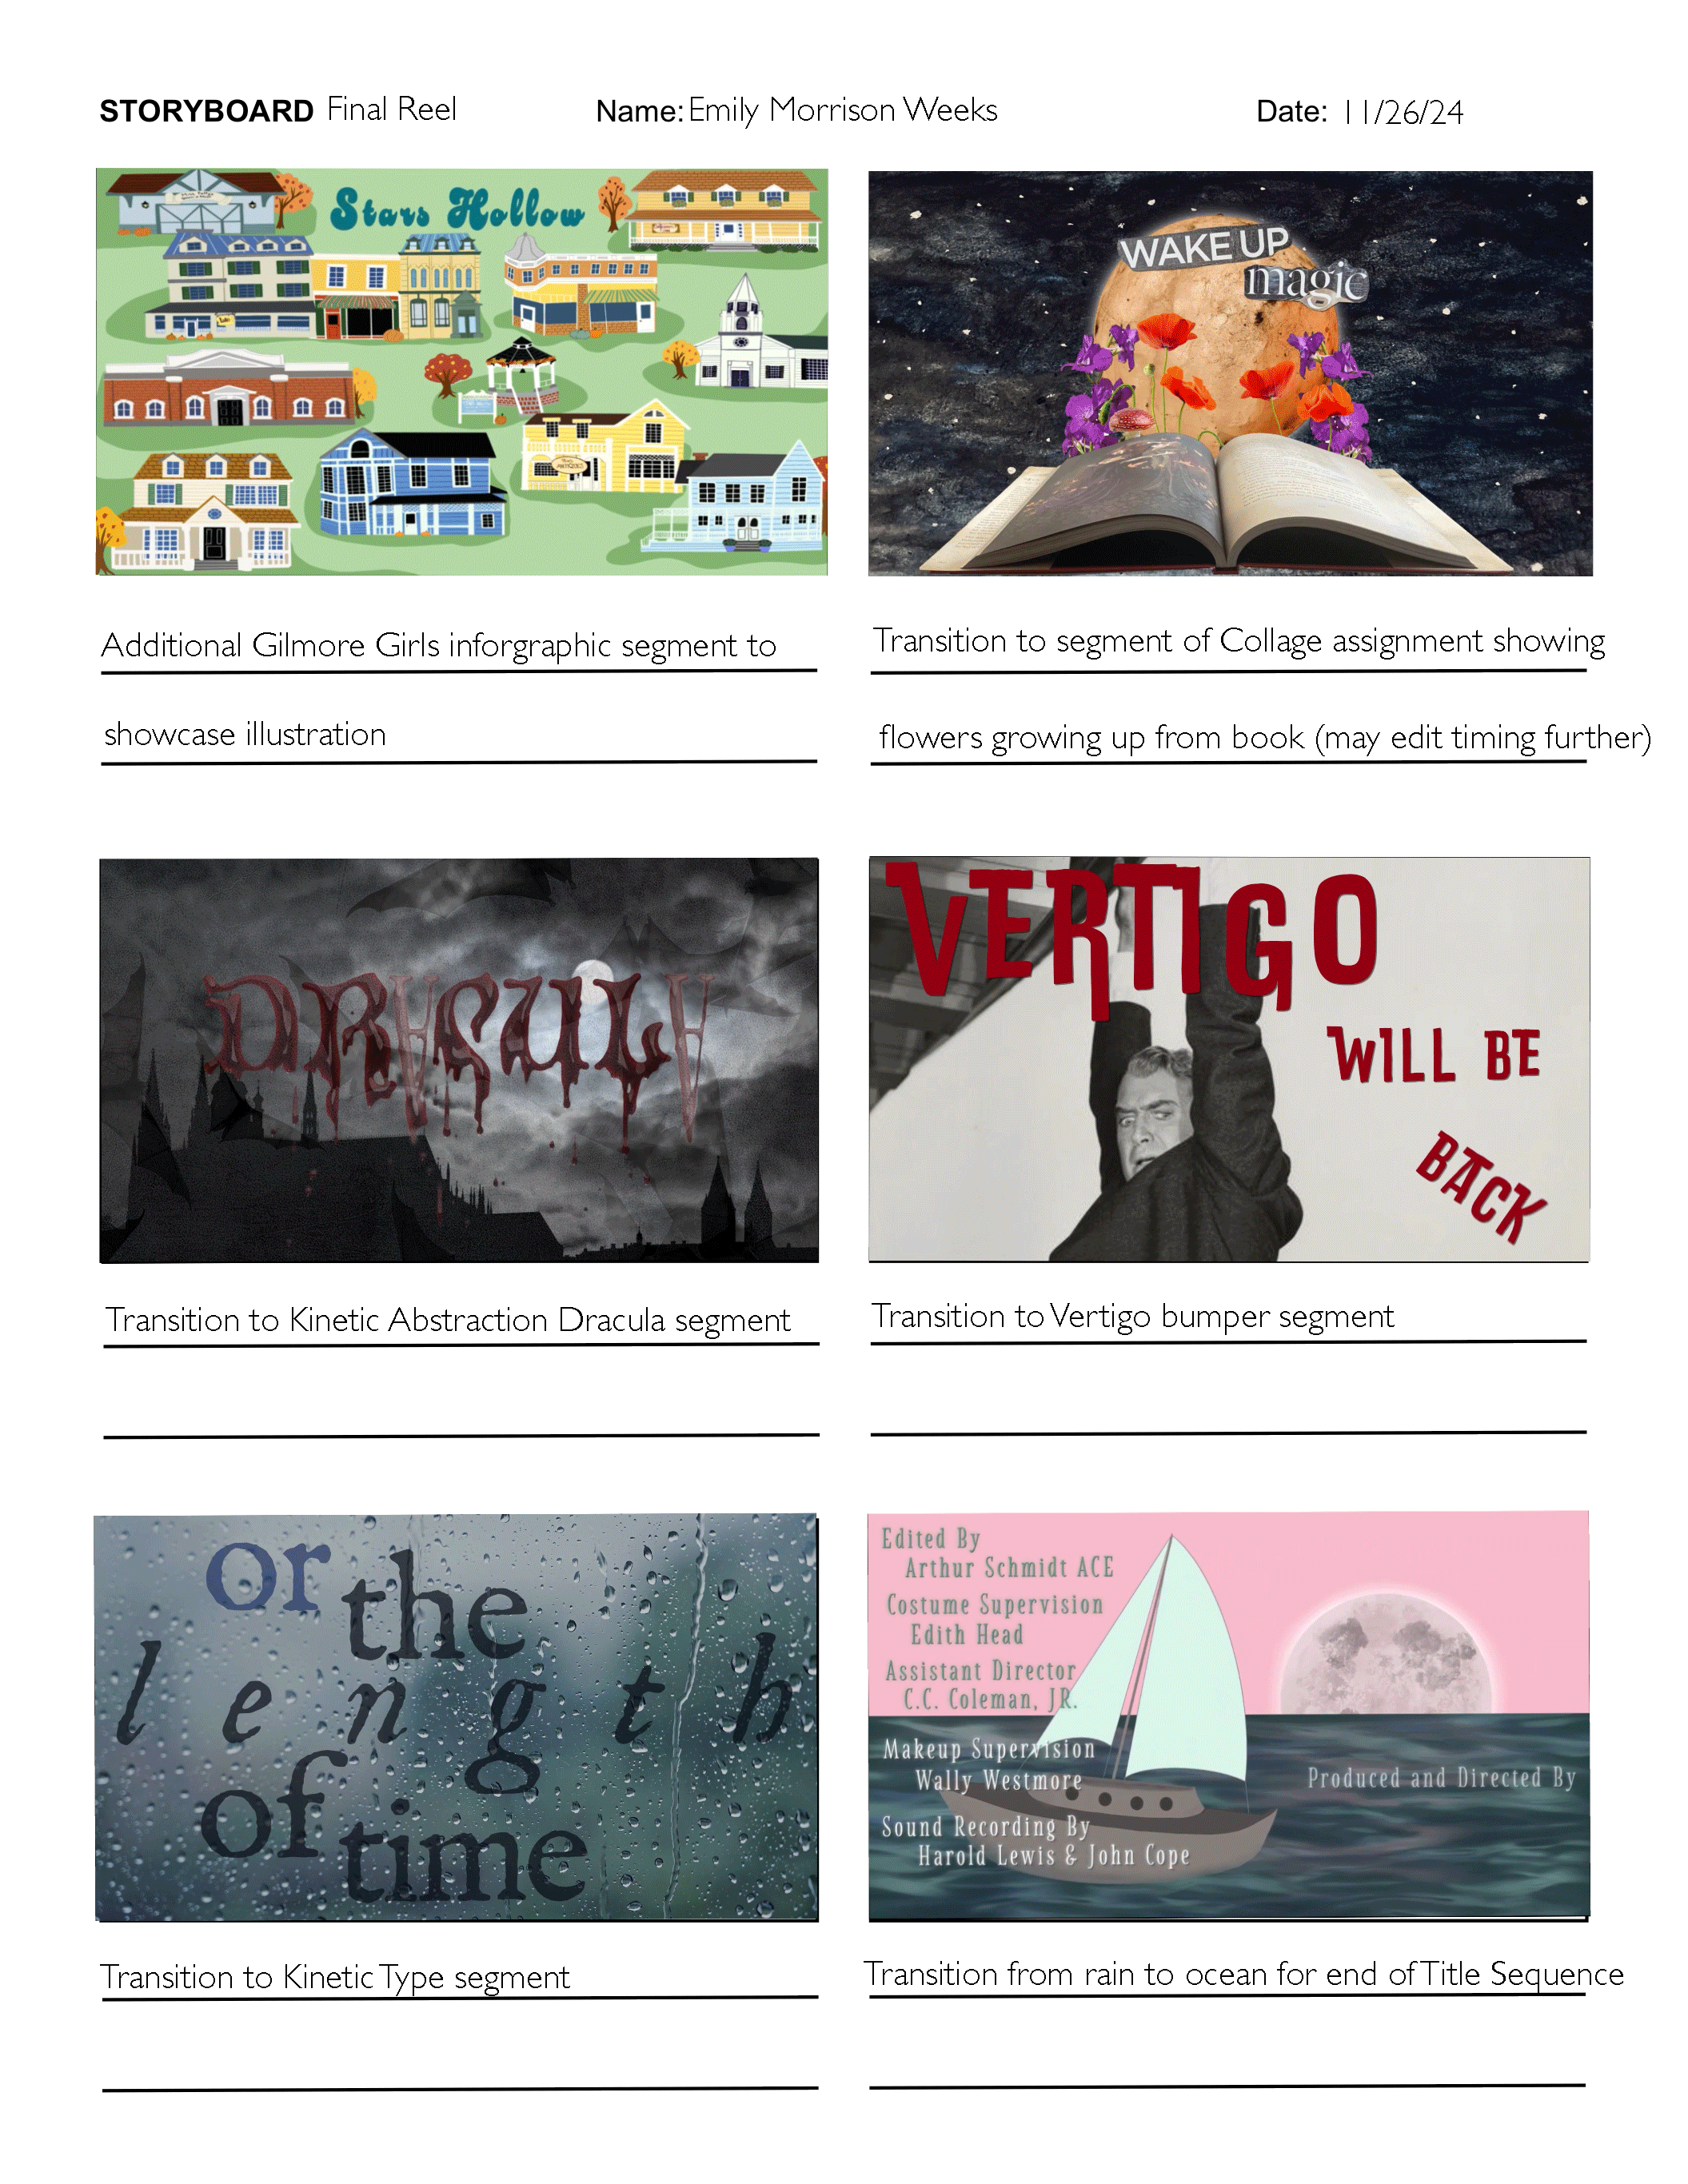 STORYBOARD Final Reel Name: Emily Morrison Weeks Date: 11/26/24
Stars Hollow
WAKE UP
magic
Additional Gilmore Girls inforgraphic segment to
showcase illustration
Transition to segment of Collage assignment showing
flowers growing up from book (may edit timing further)
DRACULA
VERTIGO
WILL BE
BACK
Transition to Kinetic Abstraction Dracula segment
Transition to Vertigo bumper segment
or the
length
of time
Edited By
Arthur Schmidt ACE
Costume Supervision
Edith Head
Assistant Director
C.C. Coleman, JR.
Makeup Supervision
Wally Westmore
Sound Recording By
Harold Lewis & John Cope
Produced and Directed By
Transition to Kinetic Type segment
Transition from rain to ocean for end of Title Sequence